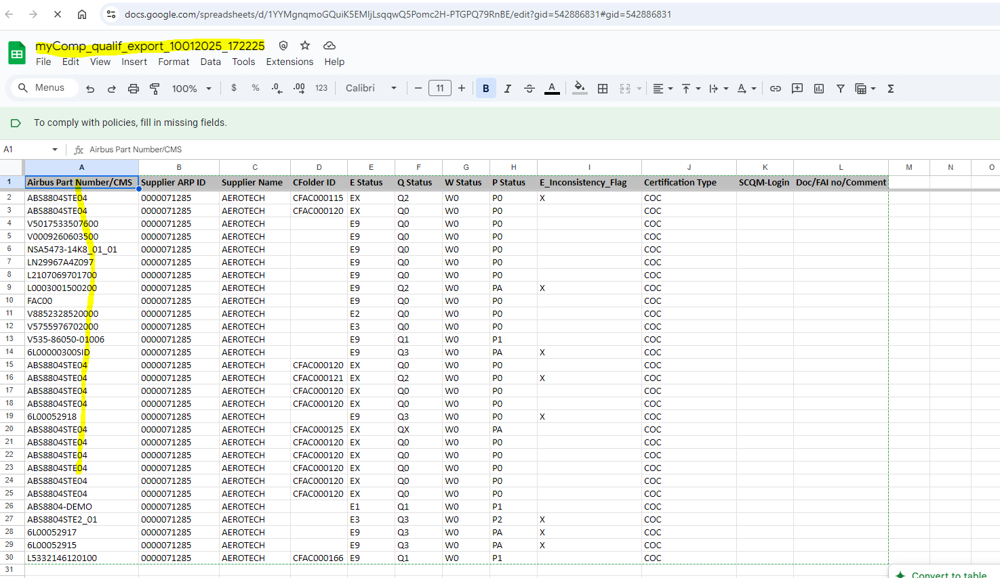 docs.google.com/spreadsheets/d/1YYMgnqmoGQuiK5EMIjLsqqwQ5Pomc2H-PTGPQ79RnBE/edit?gid=542886831#gid=542886831
myComp_qualif_export_10012025_172225
File Edit View Insert Format Data Tools Extensions Help
Menus 100% $ % .0 .00 123 Calibri 11 B I S A A Σ
To comply with policies, fill in missing fields.
A1 fx Airbus Part Number/CMS
A B C D E F G H I J K L M N O
1 Airbus Part Number/CMS Supplier ARP ID Supplier Name CFolder ID E Status Q Status W Status P Status E_Inconsistency_Flag Certification Type SCQM-Login Doc/FAI no/Comment
2 ABS8804STE04 0000071285 AEROTECH CFAC000115 EX Q2 W0 P0 X COC
3 ABS8804STE04 0000071285 AEROTECH CFAC000120 EX Q0 W0 P0 COC
4 V5017533507600 0000071285 AEROTECH E9 Q0 W0 P0 COC
5 V0009260603500 0000071285 AEROTECH E9 Q0 W0 P0 COC
6 NSA5473-14K8_01_01 0000071285 AEROTECH E9 Q0 W0 P0 COC
7 LN29967A4Z097 0000071285 AEROTECH E9 Q0 W0 P0 COC
8 L2107069701700 0000071285 AEROTECH E9 Q0 W0 P0 COC
9 L0003001500200 0000071285 AEROTECH E9 Q2 W0 PA X COC
10 FAC00 0000071285 AEROTECH E9 Q0 W0 P0 COC
11 V8852328520000 0000071285 AEROTECH E2 Q0 W0 P0 COC
12 V5755976702000 0000071285 AEROTECH E3 Q0 W0 P0 COC
13 V535-86050-01006 0000071285 AEROTECH E9 Q1 W0 P1 COC
14 6L00000300SID 0000071285 AEROTECH E9 Q3 W0 PA X COC
15 ABS8804STE04 0000071285 AEROTECH CFAC000120 EX Q0 W0 P0 COC
16 ABS8804STE04 0000071285 AEROTECH CFAC000121 EX Q2 W0 P0 X COC
17 ABS8804STE04 0000071285 AEROTECH CFAC000120 EX Q0 W0 P0 COC
18 ABS8804STE04 0000071285 AEROTECH CFAC000120 EX Q0 W0 P0 COC
19 6L00052918 0000071285 AEROTECH E9 Q3 W0 P0 X COC
20 ABS8804STE04 0000071285 AEROTECH CFAC000125 EX QX W0 PA COC
21 ABS8804STE04 0000071285 AEROTECH CFAC000120 EX Q0 W0 P0 COC
22 ABS8804STE04 0000071285 AEROTECH CFAC000120 EX Q0 W0 P0 COC
23 ABS8804STE04 0000071285 AEROTECH CFAC000120 EX Q0 W0 P0 COC
24 ABS8804STE04 0000071285 AEROTECH CFAC000120 EX Q0 W0 P0 COC
25 ABS8804STE04 0000071285 AEROTECH CFAC000120 EX Q0 W0 P0 COC
26 ABS8804-DEMO 0000071285 AEROTECH E1 Q1 W0 P1 COC
27 ABS8804STE2_01 0000071285 AEROTECH E3 Q3 W0 P2 X COC
28 6L00052917 0000071285 AEROTECH E9 Q3 W0 PA X COC
29 6L00052915 0000071285 AEROTECH E9 Q3 W0 PA X COC
30 L5332146120100 0000071285 AEROTECH CFAC000166 E9 Q1 W0 P1 COC
31
Convert to table